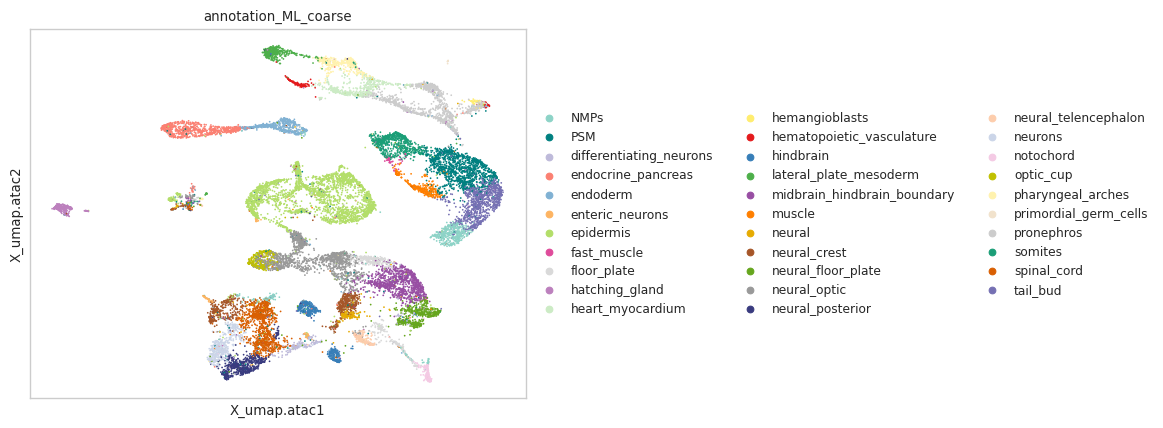 annotation_ML_coarse
X_umap.atac2
X_umap.atac1
NMPs
PSM
differentiating_neurons
endocrine_pancreas
endoderm
enteric_neurons
epidermis
fast_muscle
floor_plate
hatching_gland
heart_myocardium
hemangioblasts
hematopoietic_vasculature
hindbrain
lateral_plate_mesoderm
midbrain_hindbrain_boundary
muscle
neural
neural_crest
neural_floor_plate
neural_optic
neural_posterior
neural_telencephalon
neurons
notochord
optic_cup
pharyngeal_arches
primordial_germ_cells
pronephros
somites
spinal_cord
tail_bud